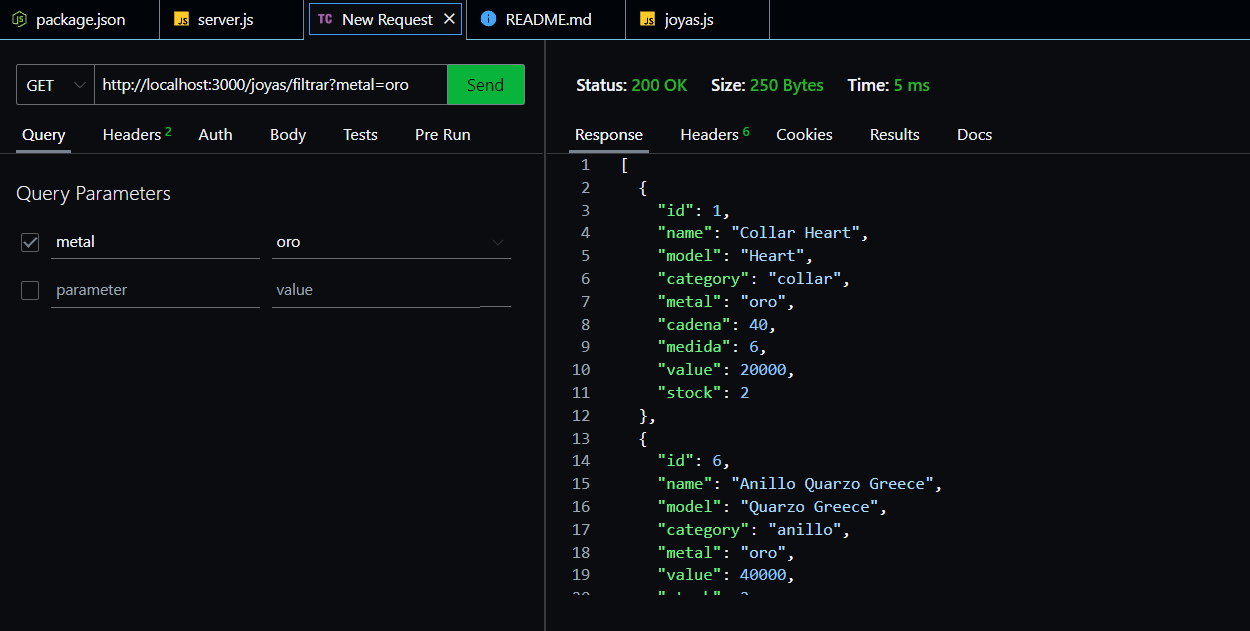 package.json
JS server.js
TC New Request
README.md
JS joyas.js
GET http://localhost:3000/joyas/filtrar?metal=oro Send
Query Headers 2 Auth Body Tests Pre Run
Query Parameters
metal oro
parameter value
Status: 200 OK Size: 250 Bytes Time: 5 ms
Response Headers 6 Cookies Results Docs
1 [
2 {
3 "id": 1,
4 "name": "Collar Heart",
5 "model": "Heart",
6 "category": "collar",
7 "metal": "oro",
8 "cadena": 40,
9 "medida": 6,
10 "value": 20000,
11 "stock": 2
12 },
13 {
14 "id": 6,
15 "name": "Anillo Quarzo Greece",
16 "model": "Quarzo Greece",
17 "category": "anillo",
18 "metal": "oro",
19 "value": 40000,